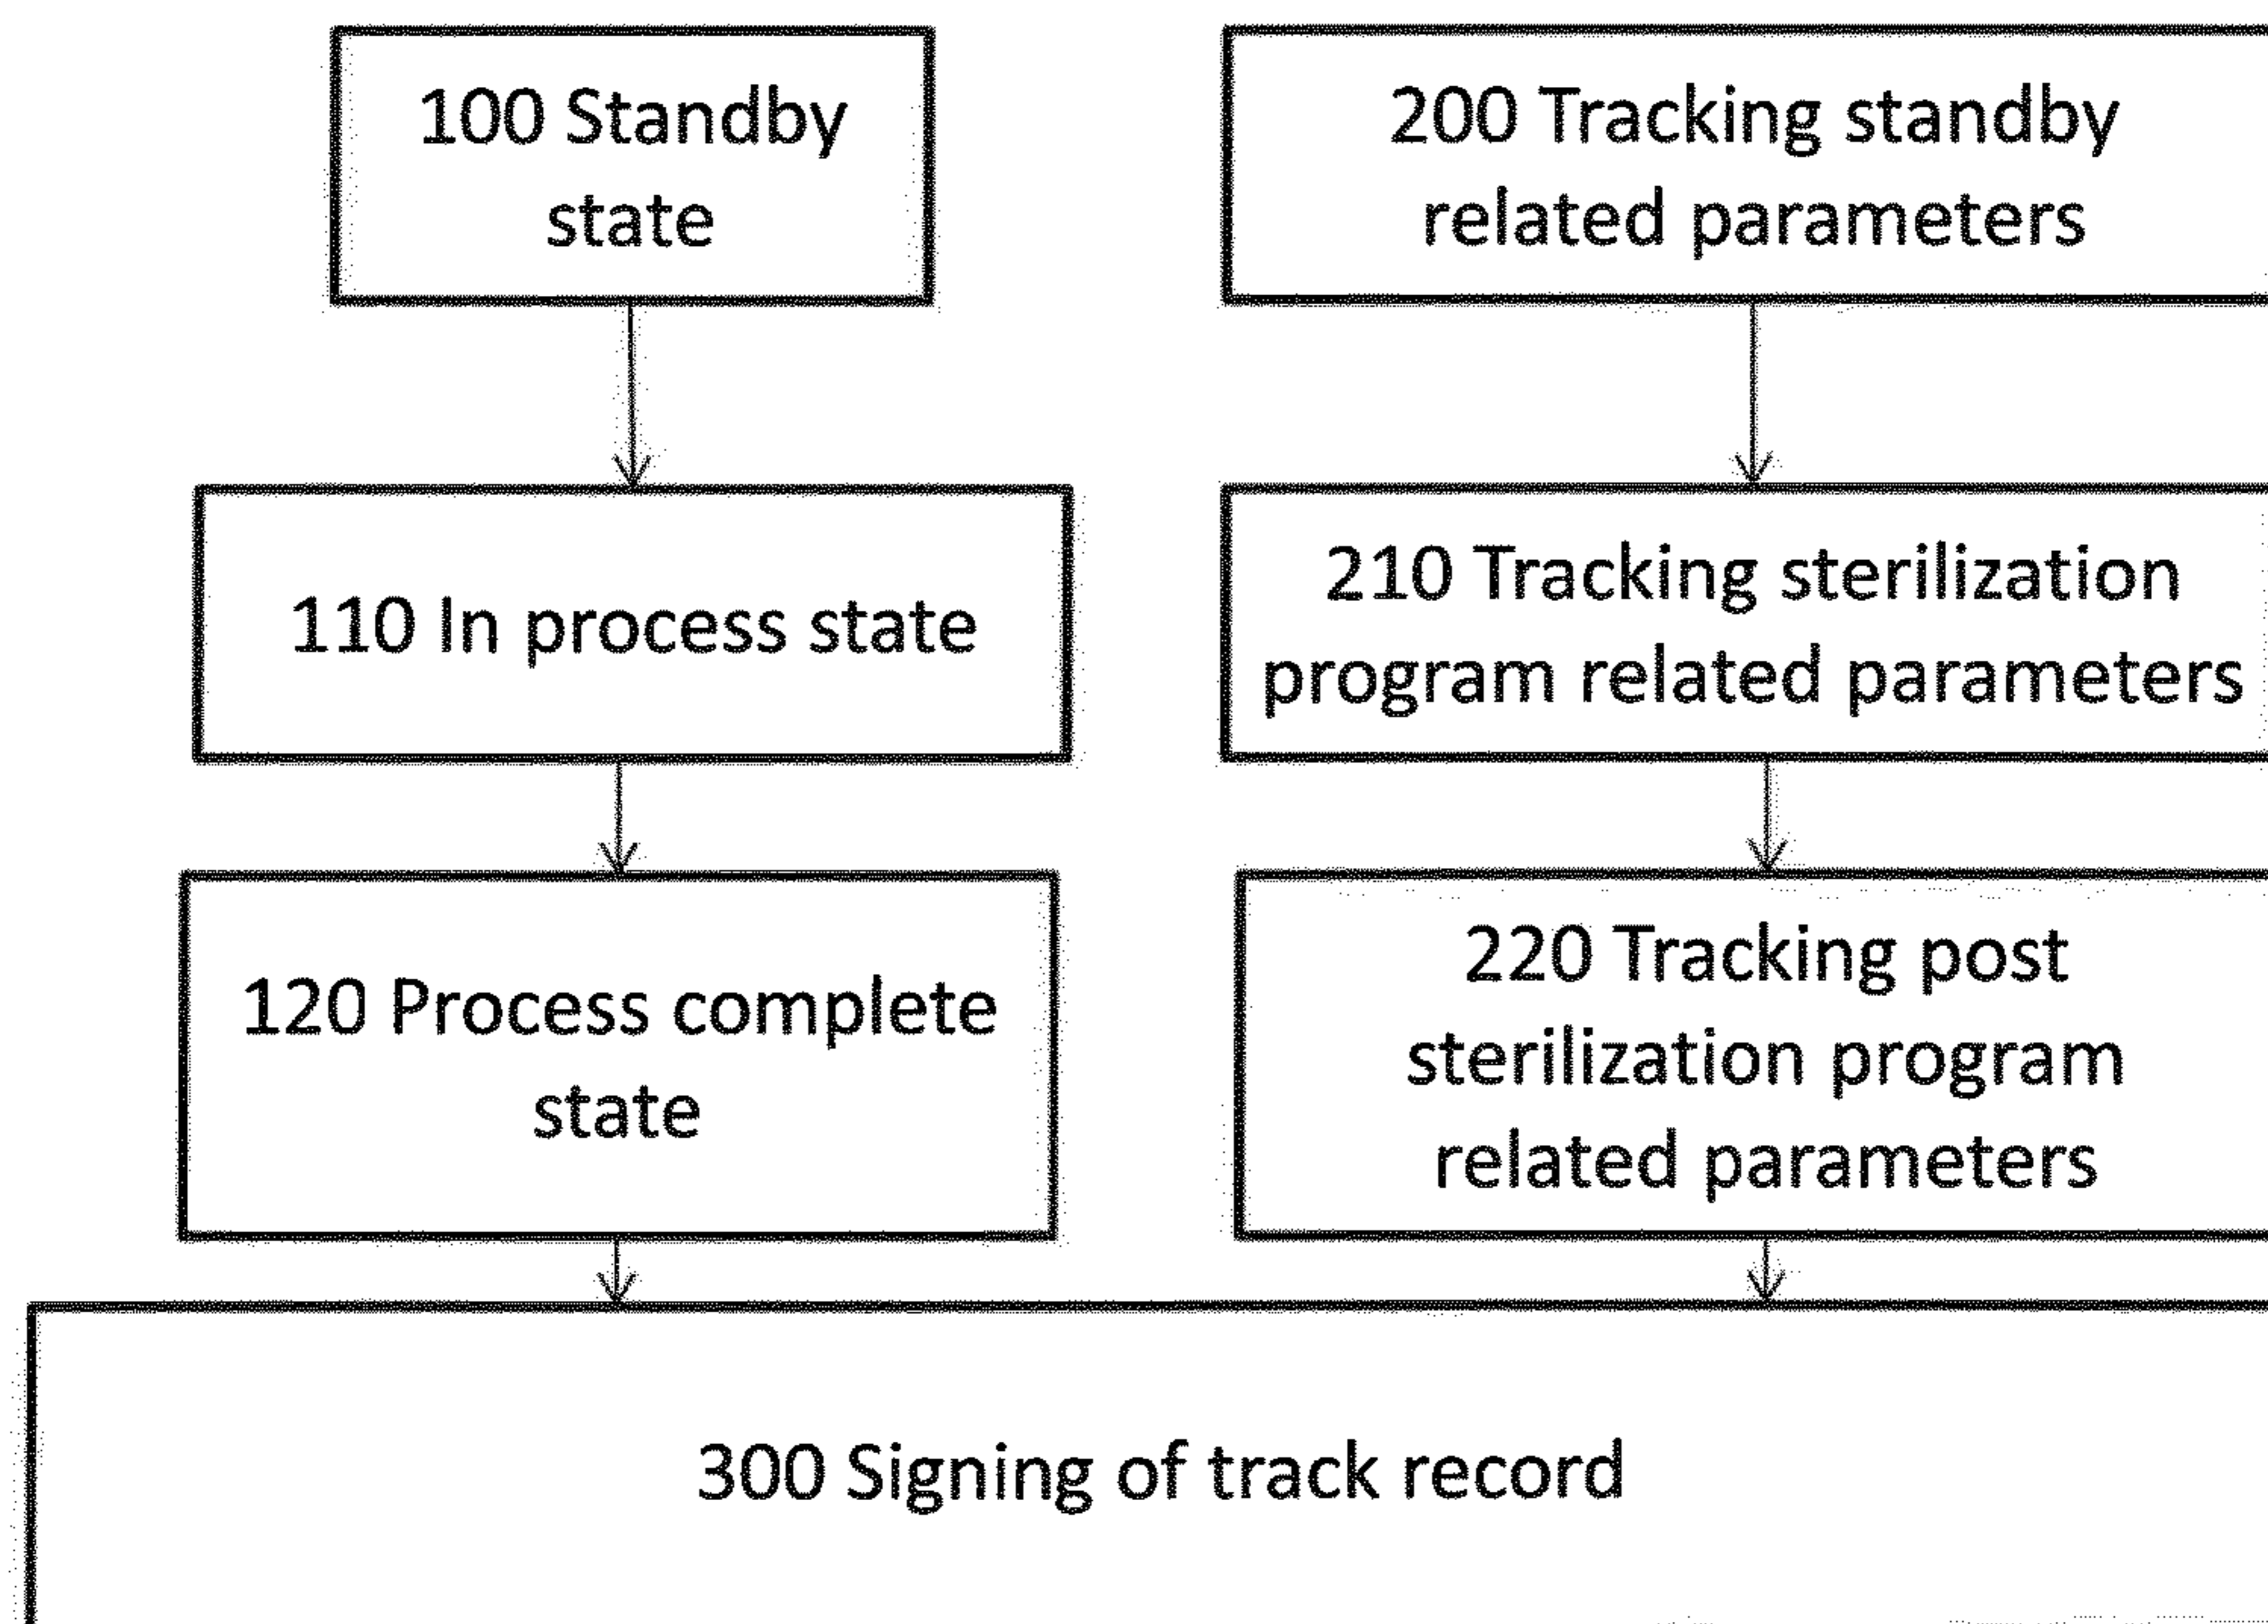 100 Standby
state
200 Tracking standby
related parameters
110 In process state
210 Tracking sterilization
program related parameters
120 Process complete
state
220 Tracking post
sterilization program
related parameters
300 Signing of track record